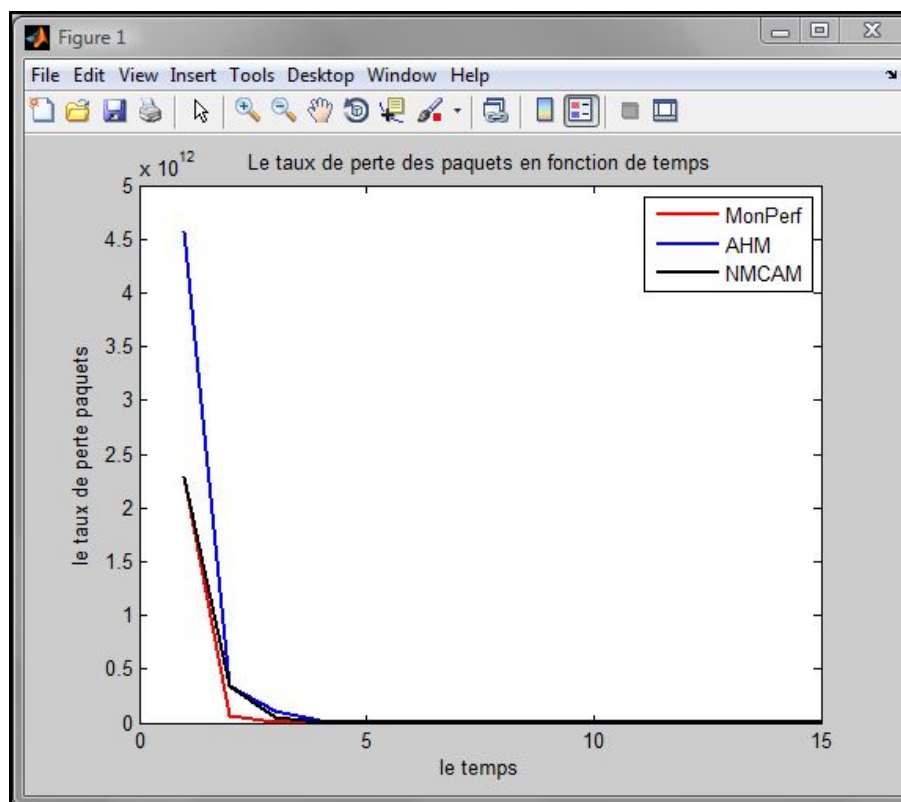 Figure 1
File Edit View Insert Tools Desktop Window Help
x 10^12
Le taux de perte des paquets en fonction de temps
5
4.5
4
3.5
3
2.5
2
1.5
1
0.5
0
le taux de perte paquets
MonPerf
AHM
NMCAM
0 5 10 15
le temps